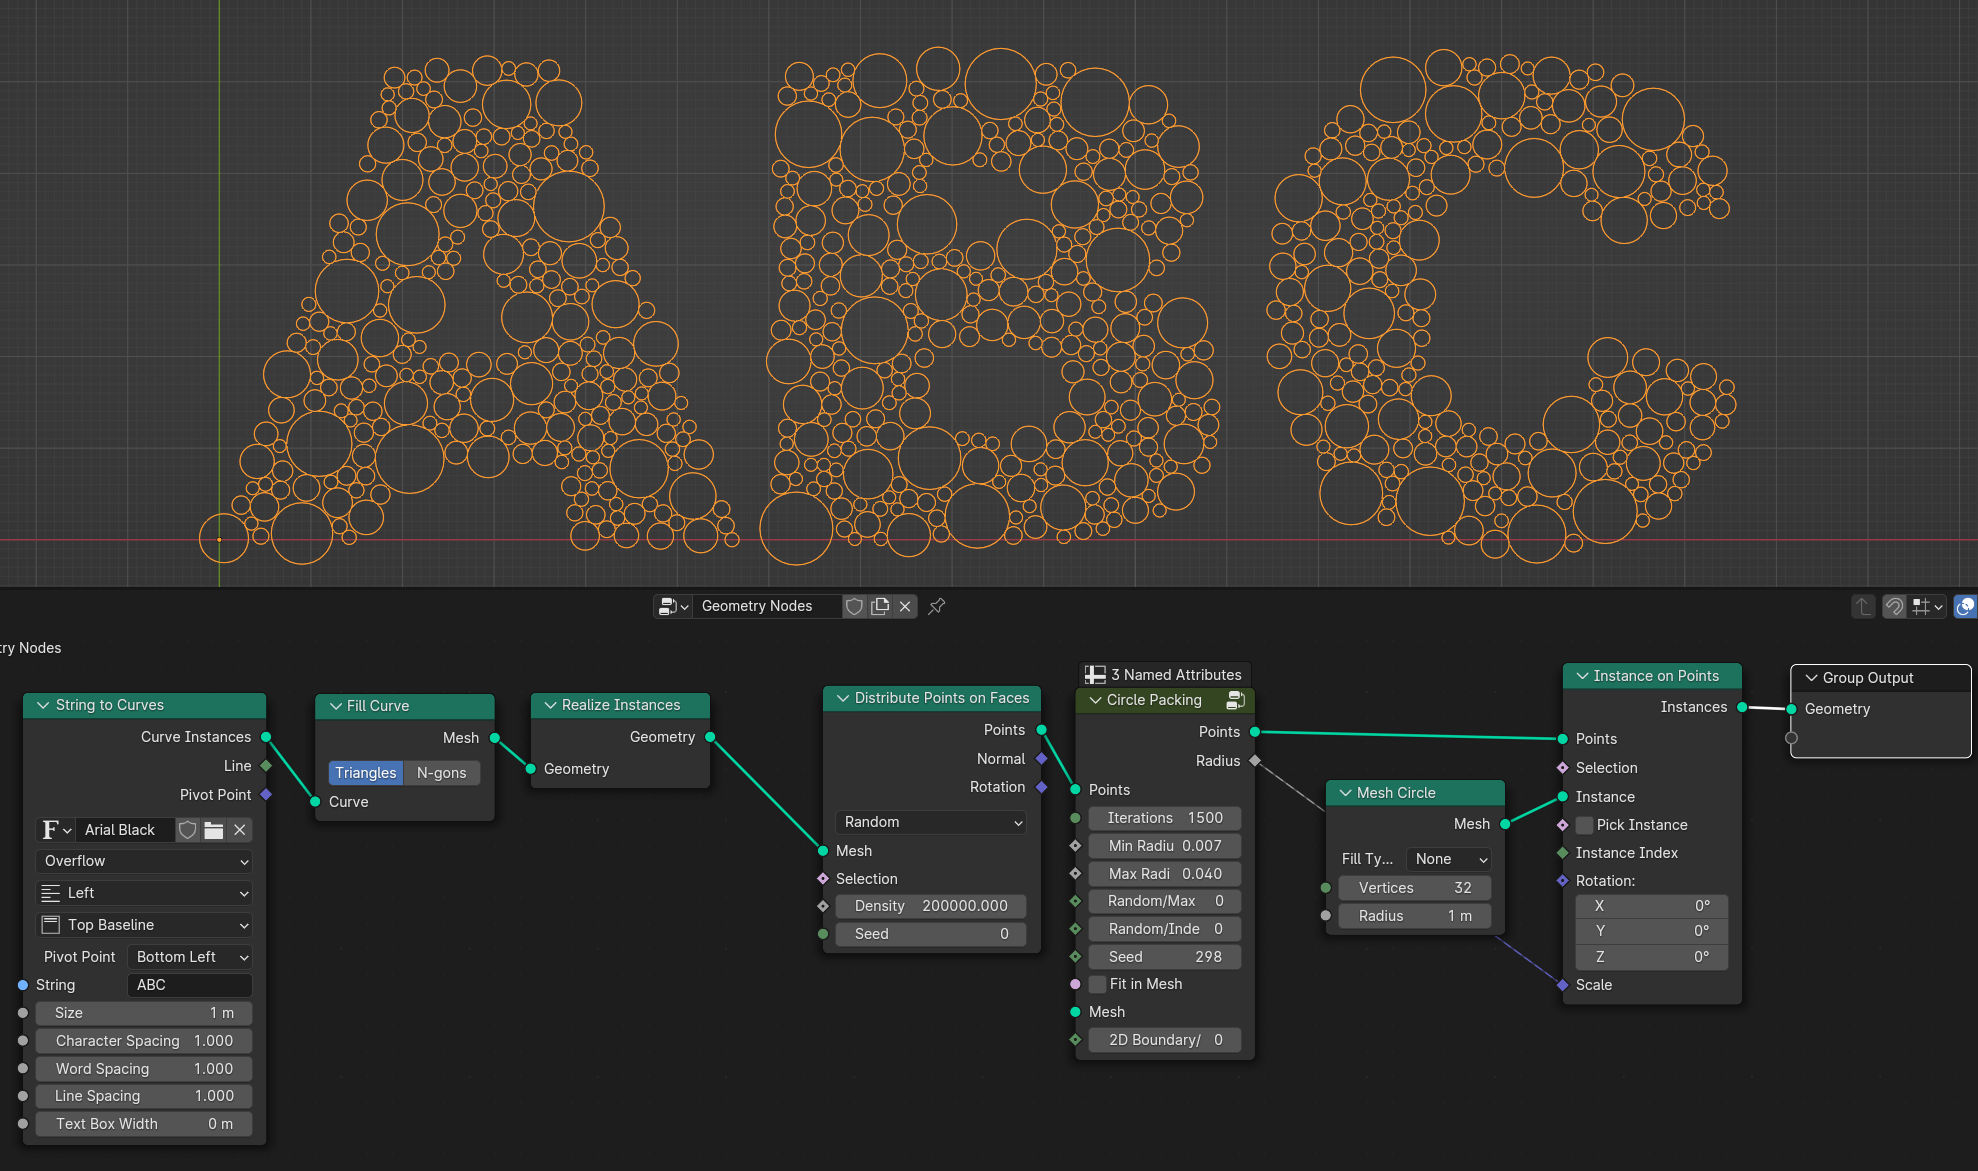 ABC
Geometry Nodes
try Nodes
String to Curves
Curve Instances
Line
Pivot Point
F
Arial Black
Overflow
Left
Top Baseline
Pivot Point Bottom Left
String ABC
Size 1 m
Character Spacing 1.000
Word Spacing 1.000
Line Spacing 1.000
Text Box Width 0 m
Fill Curve
Mesh
Triangles N-gons
Curve
Realize Instances
Geometry
Geometry
Distribute Points on Faces
Points
Normal
Rotation
Random
Mesh
Selection
Density 200000.000
Seed 0
3 Named Attributes
Circle Packing
Points
Radius
Points
Iterations 1500
Min Radiu 0.007
Max Radi 0.040
Random/Max 0
Random/Inde 0
Seed 298
Fit in Mesh
Mesh
2D Boundary/ 0
Mesh Circle
Mesh
Fill Ty... None
Vertices 32
Radius 1 m
Instance on Points
Instances
Points
Selection
Instance
Pick Instance
Instance Index
Rotation:
X 0°
Y 0°
Z 0°
Scale
Group Output
Geometry